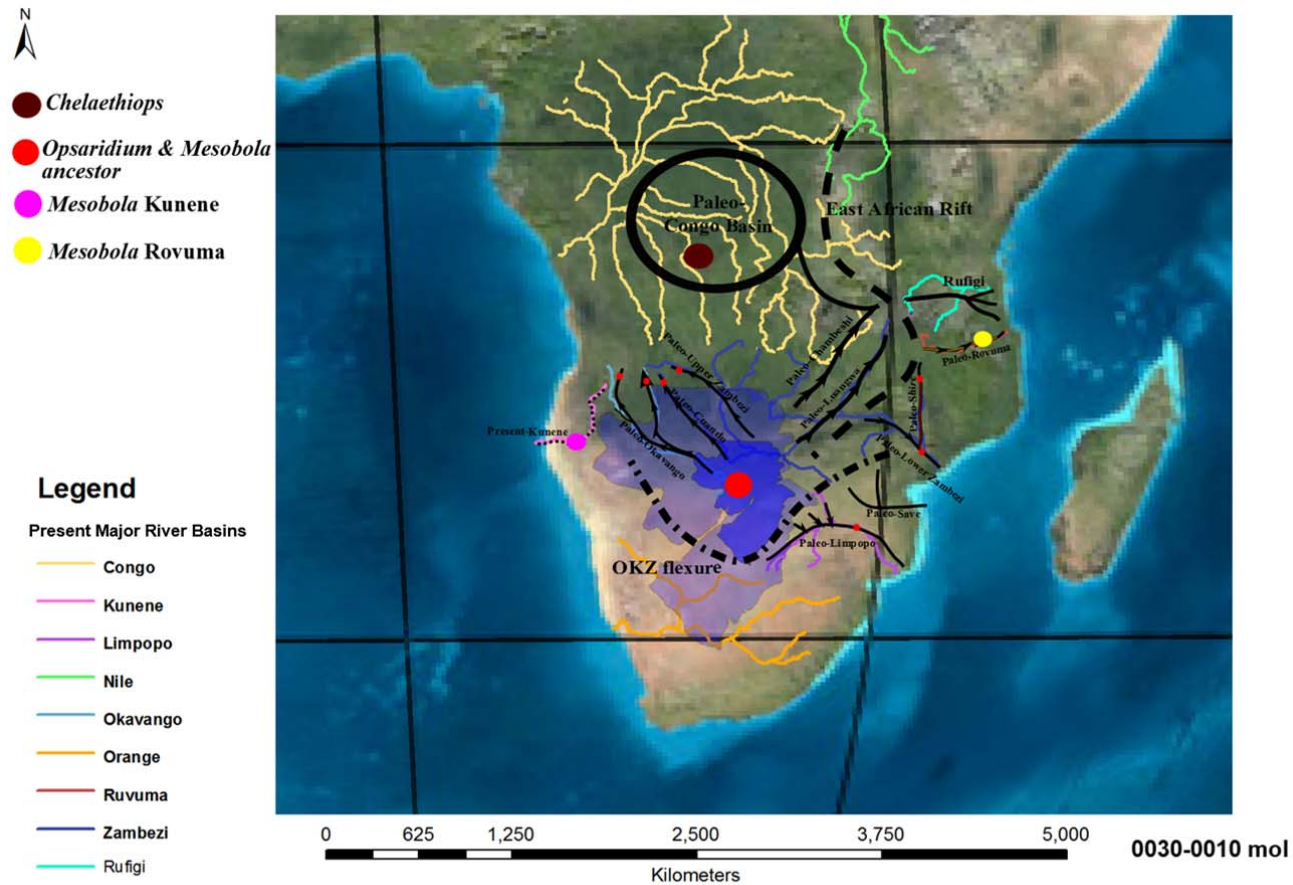 N
Chelaethiops
Opsaridium & Mesobola
ancestor
Mesobola Kunene
Mesobola Rovuma
Legend
Present Major River Basins
Congo
Kunene
Limpopo
Nile
Okavango
Orange
Ruvuma
Zambezi
Rufigi
Paleo-
Congo Basin
East African Rift
Rufigi
Paleo-Rovuma
Paleo-Chambeshi
Paleo-Luangwa
Paleo-Shire
Paleo-Upper Zambezi
Paleo-Cuando
Paleo-Okavango
Present-Kunene
Paleo-Lower Zambezi
Paleo-Save
Paleo-Limpopo
OKZ flexure
0 625 1,250 2,500 3,750 5,000
Kilometers
0030-0010 mol